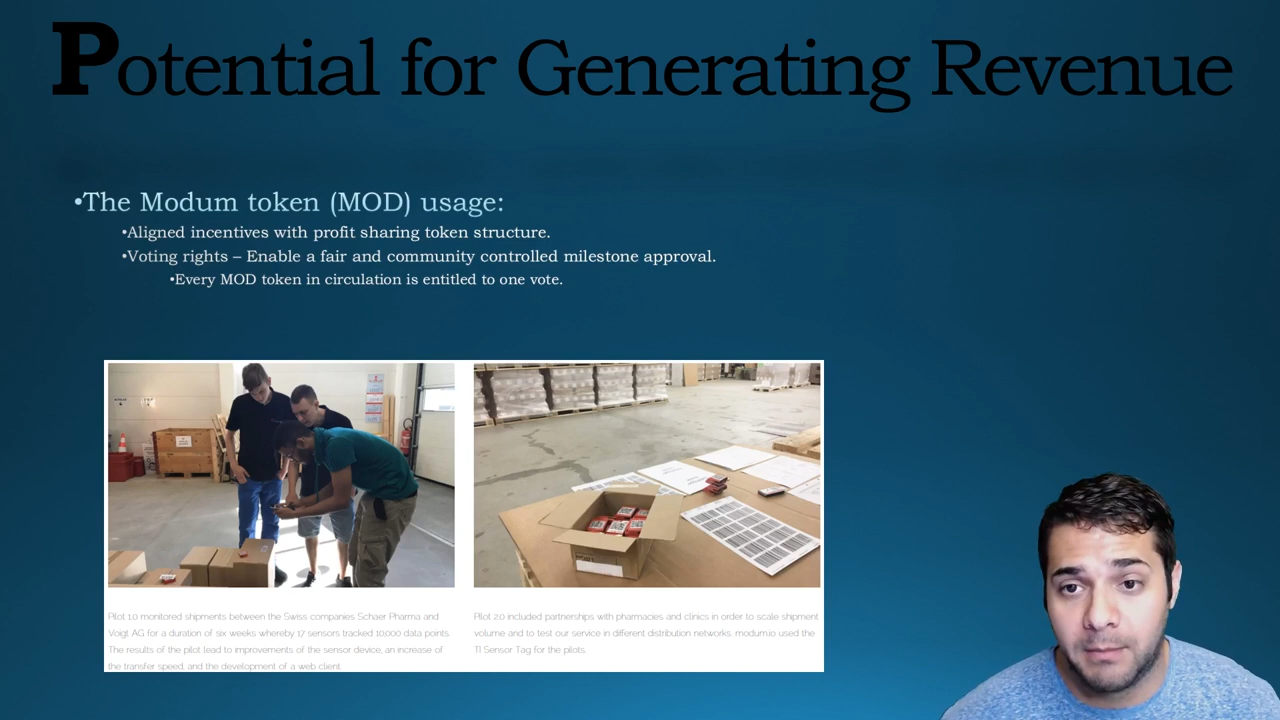 Potential for Generating Revenue
•The Modum token (MOD) usage:
•Aligned incentives with profit sharing token structure.
•Voting rights – Enable a fair and community controlled milestone approval.
•Every MOD token in circulation is entitled to one vote.
Pilot 1.0 monitored shipments between the Swiss companies Schaer Pharma and
Voigt AG for a duration of six weeks whereby 17 sensors tracked 10.000 data points.
The results of the pilot lead to improvements of the sensor device, an increase of
the transfer speed, and the development of a web client.
Pilot 2.0 included partnerships with pharmacies and clinics in order to scale shipment
volume and to test our service in different distribution networks. modum.io used the
TI Sensor Tag for the pilots.